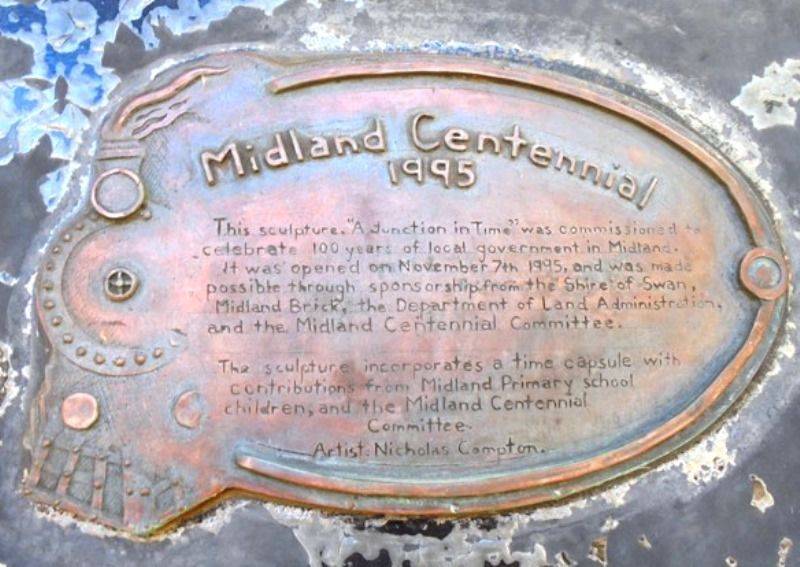 Midland Centennial
1995
This sculpture. "A Junction in Time" was commissioned to
celebrate 100 years of local government in Midland.
It was opened on November 7th 1995, and was made
possible through sponsorship from the Shire of Swan,
Midland Brick, the Department of Land Administration,
and the Midland Centennial Committee.
The sculpture incorporates a time capsule with
contributions from Midland Primary school
children, and the Midland Centennial
Committee.
Artist: Nicholas Compton.